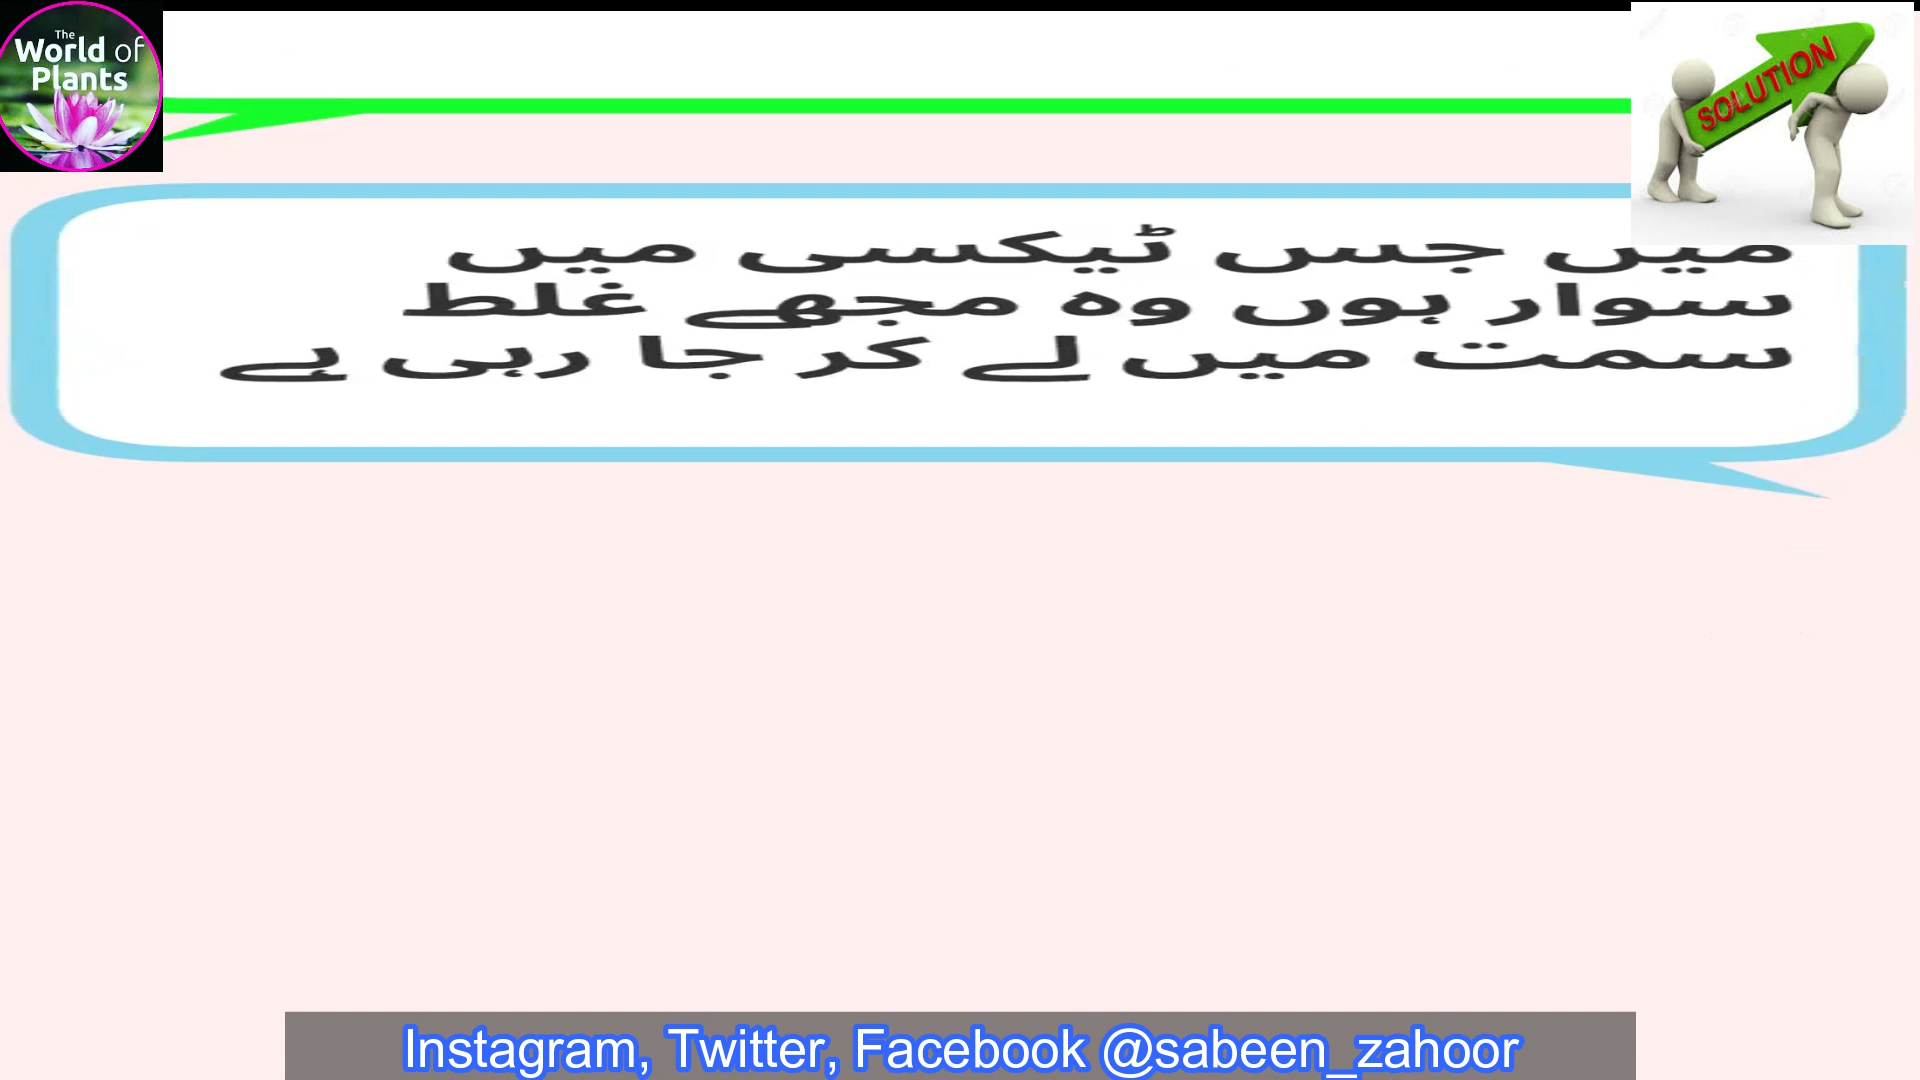 The
World of
Plants
SOLUTION
میں جس ٹیکسی میں
سوار ہوں وہ مجھے غلط
سمت میں لے کر جا رہی ہے
Instagram, Twitter, Facebook @sabeen_zahoor